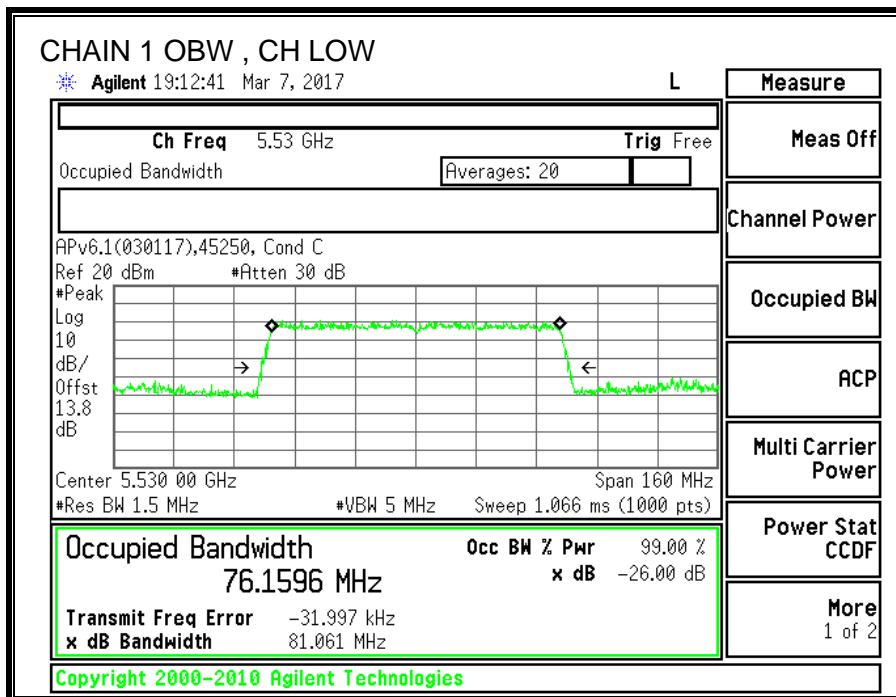 CHAIN 1 OBW , CH LOW
Agilent 19:12:41 Mar 7, 2017 L
Measure
Ch Freq 5.53 GHz Trig Free
Occupied Bandwidth Averages: 20
APv6.1(030117),45250, Cond C
Ref 20 dBm #Atten 30 dB
#Peak
Log
10
dB/
Offst
13.8
dB
Center 5.530 00 GHz Span 160 MHz
#Res BW 1.5 MHz #VBW 5 MHz Sweep 1.066 ms (1000 pts)
Occupied Bandwidth Occ BW % Pwr 99.00 %
76.1596 MHz x dB -26.00 dB
Transmit Freq Error -31.997 kHz
x dB Bandwidth 81.061 MHz
Copyright 2000-2010 Agilent Technologies
Meas Off
Channel Power
Occupied BW
ACP
Multi Carrier
Power
Power Stat
CCDF
More
1 of 2